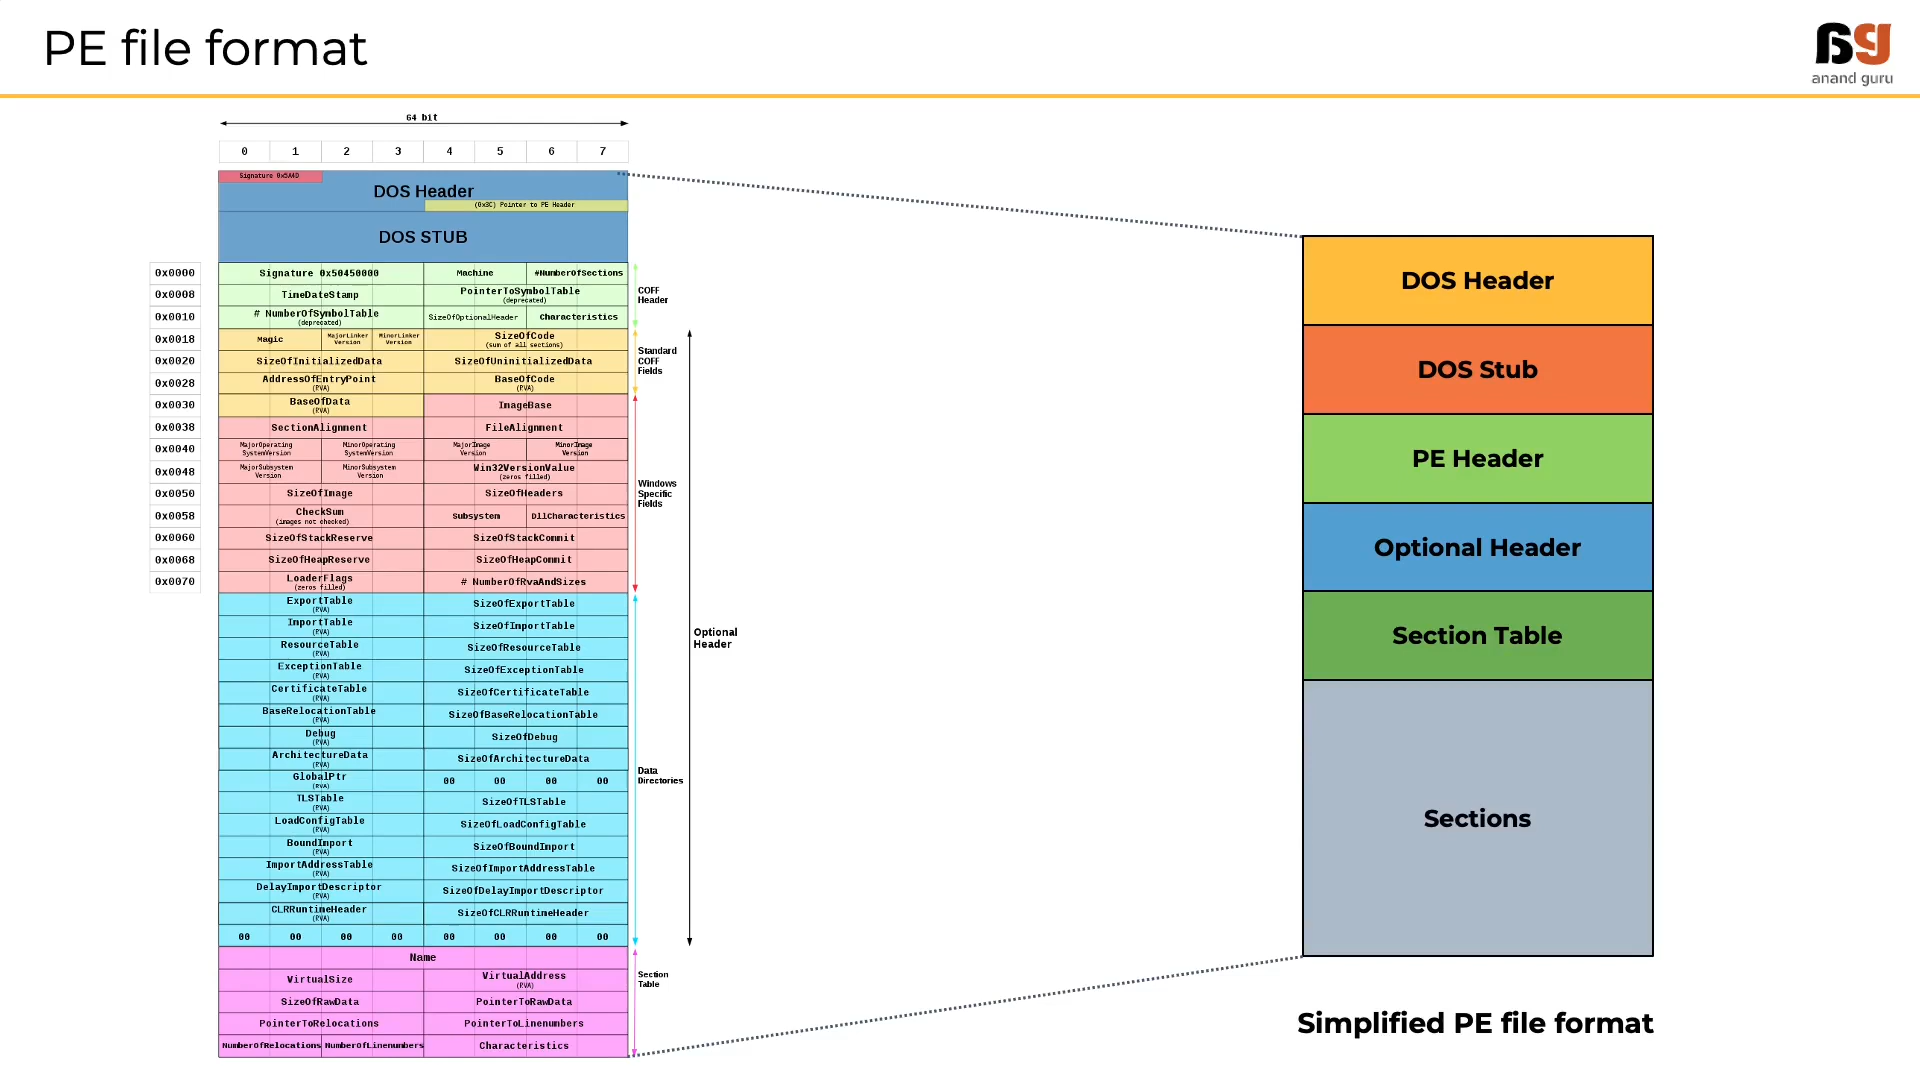 PE file format
anand guru
64 bit
0 1 2 3 4 5 6 7
Signature 0x5A4D
DOS Header
(0x3C) Pointer to PE Header
DOS STUB
0x0000 Signature 0x50450000 Machine #NumberOfSections
0x0008 TimeDateStamp PointerToSymbolTable
(deprecated)
COFF
Header
0x0010 # NumberOfSymbolTable SizeOfOptionalHeader Characteristics
(deprecated)
0x0018 Magic MajorLinker
Version MinorLinker
Version SizeOfCode
(sum of all sections)
0x0020 SizeOfInitializedData SizeOfUninitializedData
Standard
COFF
Fields
0x0028 AddressOfEntryPoint
(RVA) BaseOfCode
(RVA)
0x0030 BaseOfData
(RVA) ImageBase
0x0038 SectionAlignment FileAlignment
0x0040 MajorOperating
SystemVersion MinorOperating
SystemVersion MajorImage
Version MinorImage
Version
0x0048 MajorSubsystem
Version MinorSubsystem
Version Win32VersionValue
(zeros filled)
0x0050 SizeOfImage SizeOfHeaders
Windows
Specific
Fields
0x0058 CheckSum
(images not checked) Subsystem DllCharacteristics
0x0060 SizeOfStackReserve SizeOfStackCommit
0x0068 SizeOfHeapReserve SizeOfHeapCommit
0x0070 LoaderFlags
(zeros filled) # NumberOfRvaAndSizes
ExportTable
(RVA) SizeOfExportTable
ImportTable
(RVA) SizeOfImportTable
ResourceTable
(RVA) SizeOfResourceTable
Optional
Header
ExceptionTable
(RVA) SizeOfExceptionTable
CertificateTable
(RVA) SizeOfCertificateTable
BaseRelocationTable
(RVA) SizeOfBaseRelocationTable
Debug
(RVA) SizeOfDebug
ArchitectureData
(RVA) SizeOfArchitectureData
Data
Directories
GlobalPtr
(RVA) 00 00 00 00
TLSTable
(RVA) SizeOfTLSTable
LoadConfigTable
(RVA) SizeOfLoadConfigTable
BoundImport
(RVA) SizeOfBoundImport
ImportAddressTable
(RVA) SizeOfImportAddressTable
DelayImportDescriptor
(RVA) SizeOfDelayImportDescriptor
CLRRuntimeHeader
(RVA) SizeOfCLRRuntimeHeader
00 00 00 00 00 00 00 00
Name
VirtualSize VirtualAddress
(RVA)
Section
Table
SizeOfRawData PointerToRawData
PointerToRelocations PointerToLinenumbers
NumberOfRelocations NumberOfLinenumbers Characteristics
DOS Header
DOS Stub
PE Header
Optional Header
Section Table
Sections
Simplified PE file format